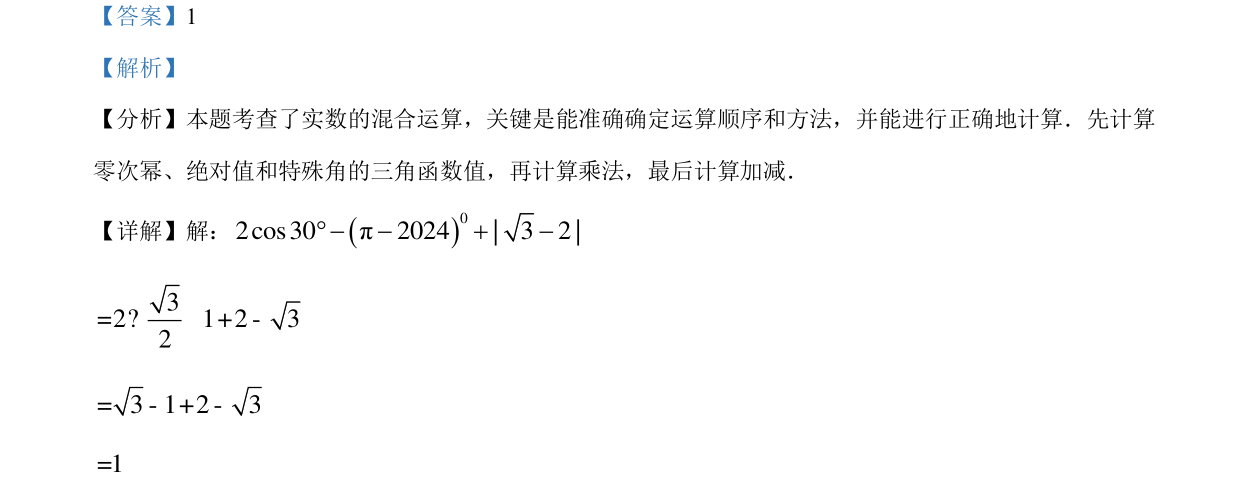 【答案】1
【解析】
【分析】本题考查了实数的混合运算，关键是能准确确定运算顺序和方法，并能进行正确地计算．先计算
零次幂、绝对值和特殊角的三角函数值，再计算乘法，最后计算加减．
【详解】解：2cos30°−(π−2024)^0+|√3−2|
=2? √3/2 1+2- √3
=√3- 1+2- √3
=1